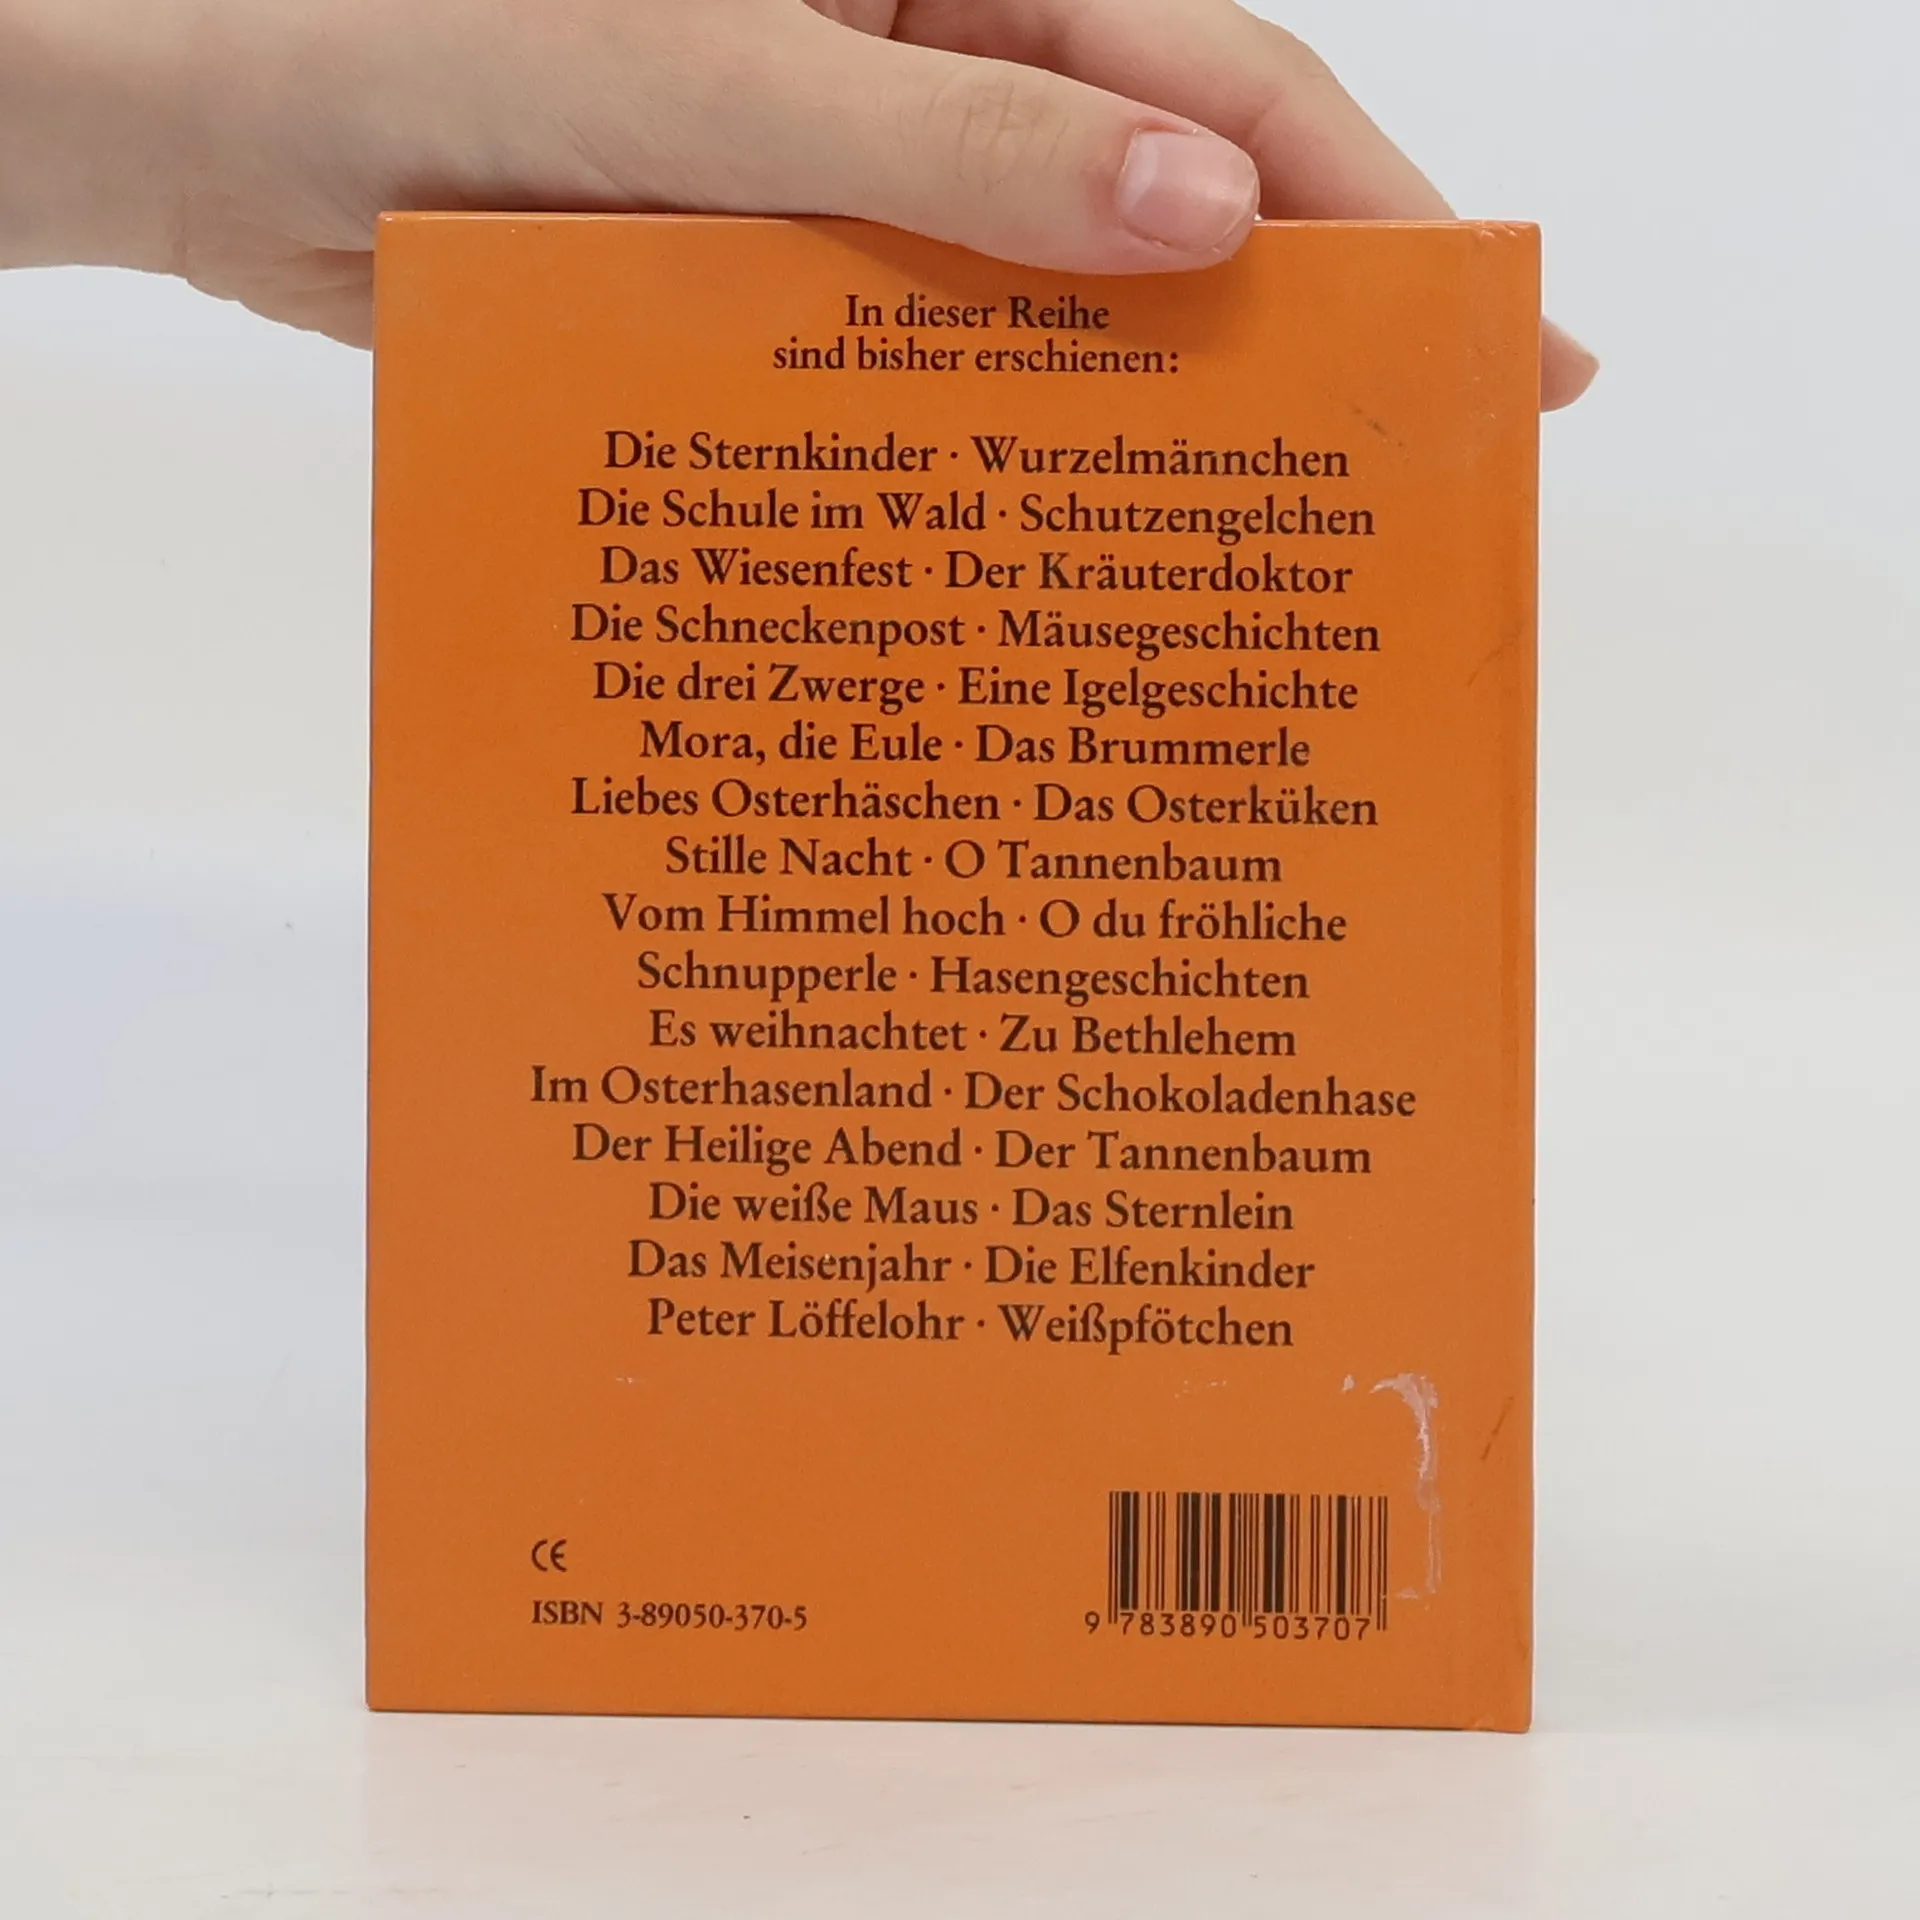 In dieser Reihe
sind bisher erschienen:
Die Sternkinder · Wurzelmännchen
Die Schule im Wald · Schutzengelchen
Das Wiesenfest · Der Kräuterdoktor
Die Schneckenpost · Mäusegeschichten
Die drei Zwerge · Eine Igelgeschichte
Mora, die Eule · Das Brummerle
Liebes Osterhäschen · Das Osterküken
Stille Nacht · O Tannenbaum
Vom Himmel hoch · O du fröhliche
Schnupperle · Hasengeschichten
Es weihnachtet · Zu Bethlehem
Im Osterhasenland · Der Schokoladenhase
Der Heilige Abend · Der Tannenbaum
Die weiße Maus · Das Sternlein
Das Meisenjahr · Die Elfenkinder
Peter Löffelohr · Weißpfötchen
CE
ISBN 3-89050-370-5
9 783890 503707